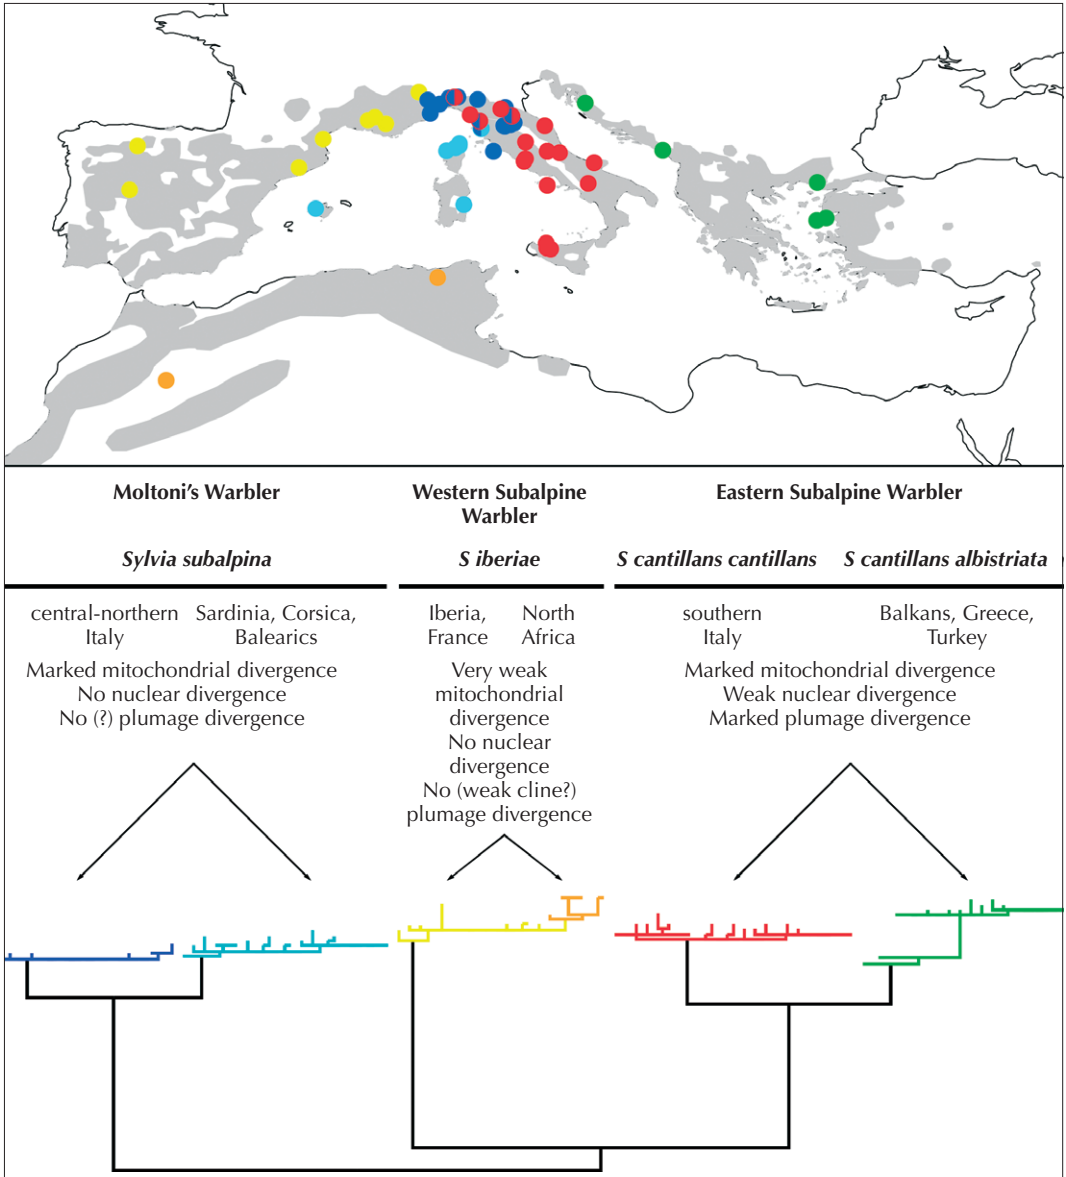 Moltoni’s Warbler
Western Subalpine
Warbler
Eastern Subalpine Warbler
Sylvia subalpina
S iberiae
S cantillans cantillans
S cantillans albistriata
central-northern
Italy
Sardinia, Corsica,
Balearics
Marked mitochondrial divergence
No nuclear divergence
No (?) plumage divergence
Iberia,
France
North
Africa
Very weak
mitochondrial
divergence
No nuclear
divergence
No (weak cline?)
plumage divergence
southern
Italy
Balkans, Greece,
Turkey
Marked mitochondrial divergence
Weak nuclear divergence
Marked plumage divergence